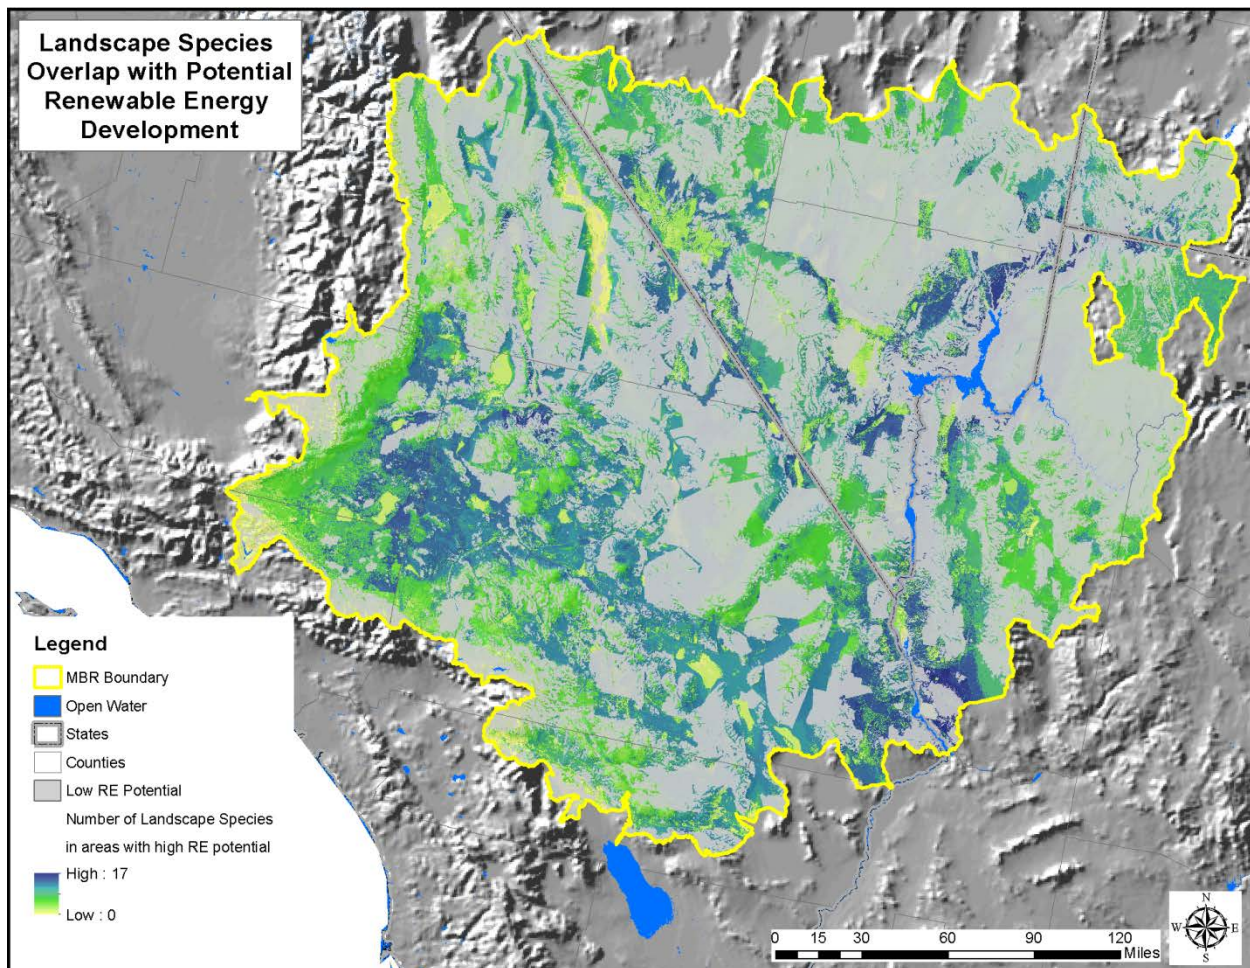 Landscape Species
Overlap with Potential
Renewable Energy
Development
Legend
MBR Boundary
Open Water
States
Counties
Low RE Potential
Number of Landscape Species
in areas with high RE potential
High : 17
Low : 0
0 15 30 60 90 120
Miles
N
W E
S